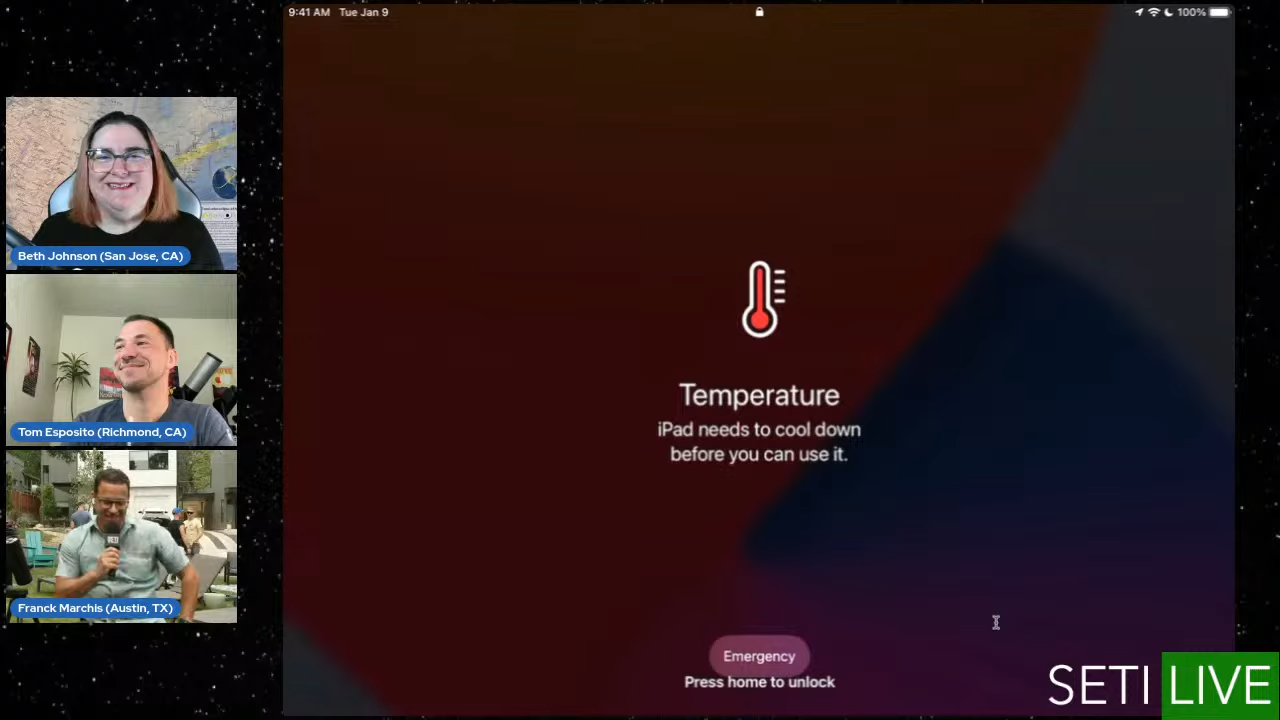 9:41 AM Tue Jan 9
100%
Beth Johnson (San Jose, CA)
Tom Esposito (Richmond, CA)
Franck Marchis (Austin, TX)
Temperature
iPad needs to cool down
before you can use it.
Emergency
Press home to unlock
SETI LIVE